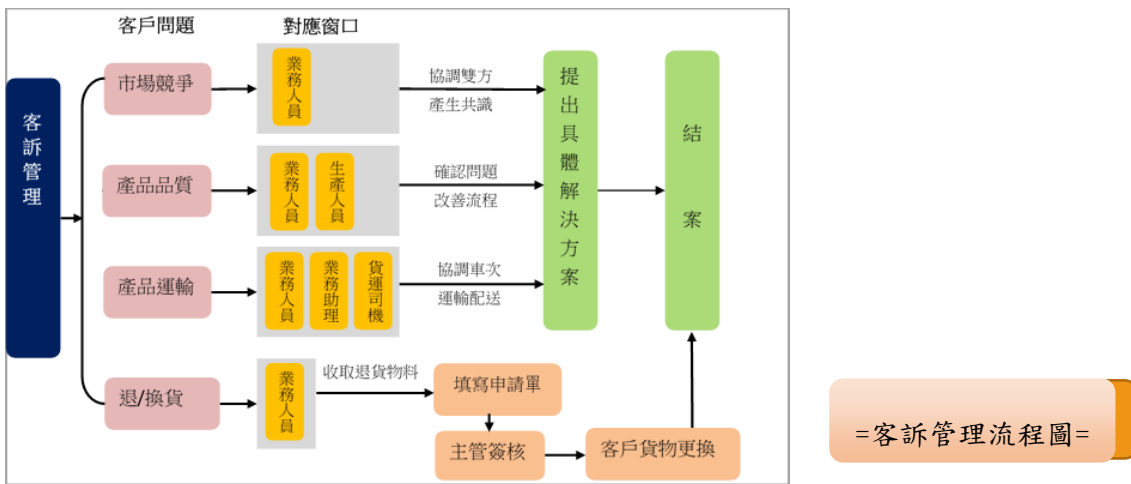 客戶問題
對應窗口
客訴管理
市場競爭
業務人員
協調雙方
產生共識
產品品質
業務人員
生產人員
確認問題
改善流程
產品運輸
業務人員
業務助理
貨運司機
協調車次
運輸配送
提出具體解決方案
結案
退/換貨
業務人員
收取退貨物料
填寫申請單
主管簽核
客戶貨物更換
=客訴管理流程圖=